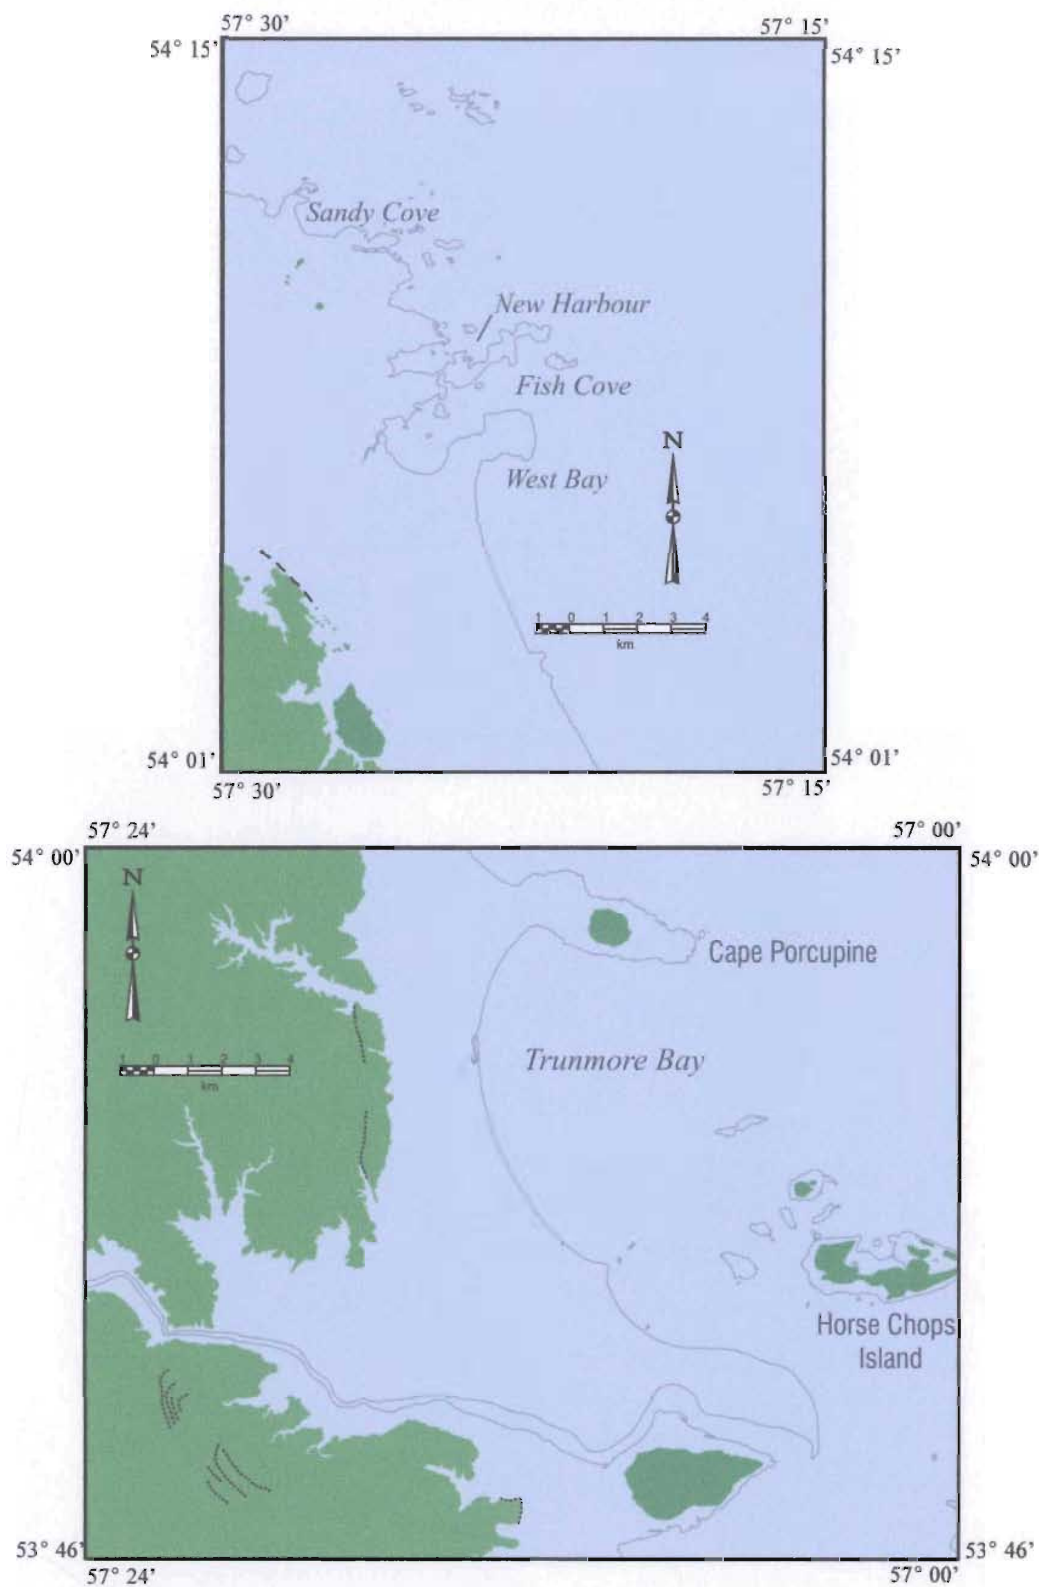 57° 30’ 57° 15’
54° 15’ 54° 15’
Sandy Cove
New Harbour
Fish Cove
N
West Bay
1 0 1 2 3 4
km
54° 01’ 54° 01’
57° 30’ 57° 15’
57° 24’ 57° 00’
54° 00’ 54° 00’
N
Cape Porcupine
Trunmore Bay
1 0 1 2 3 4
km
Horse Chops
Island
53° 46’ 53° 46’
57° 24’ 57° 00’